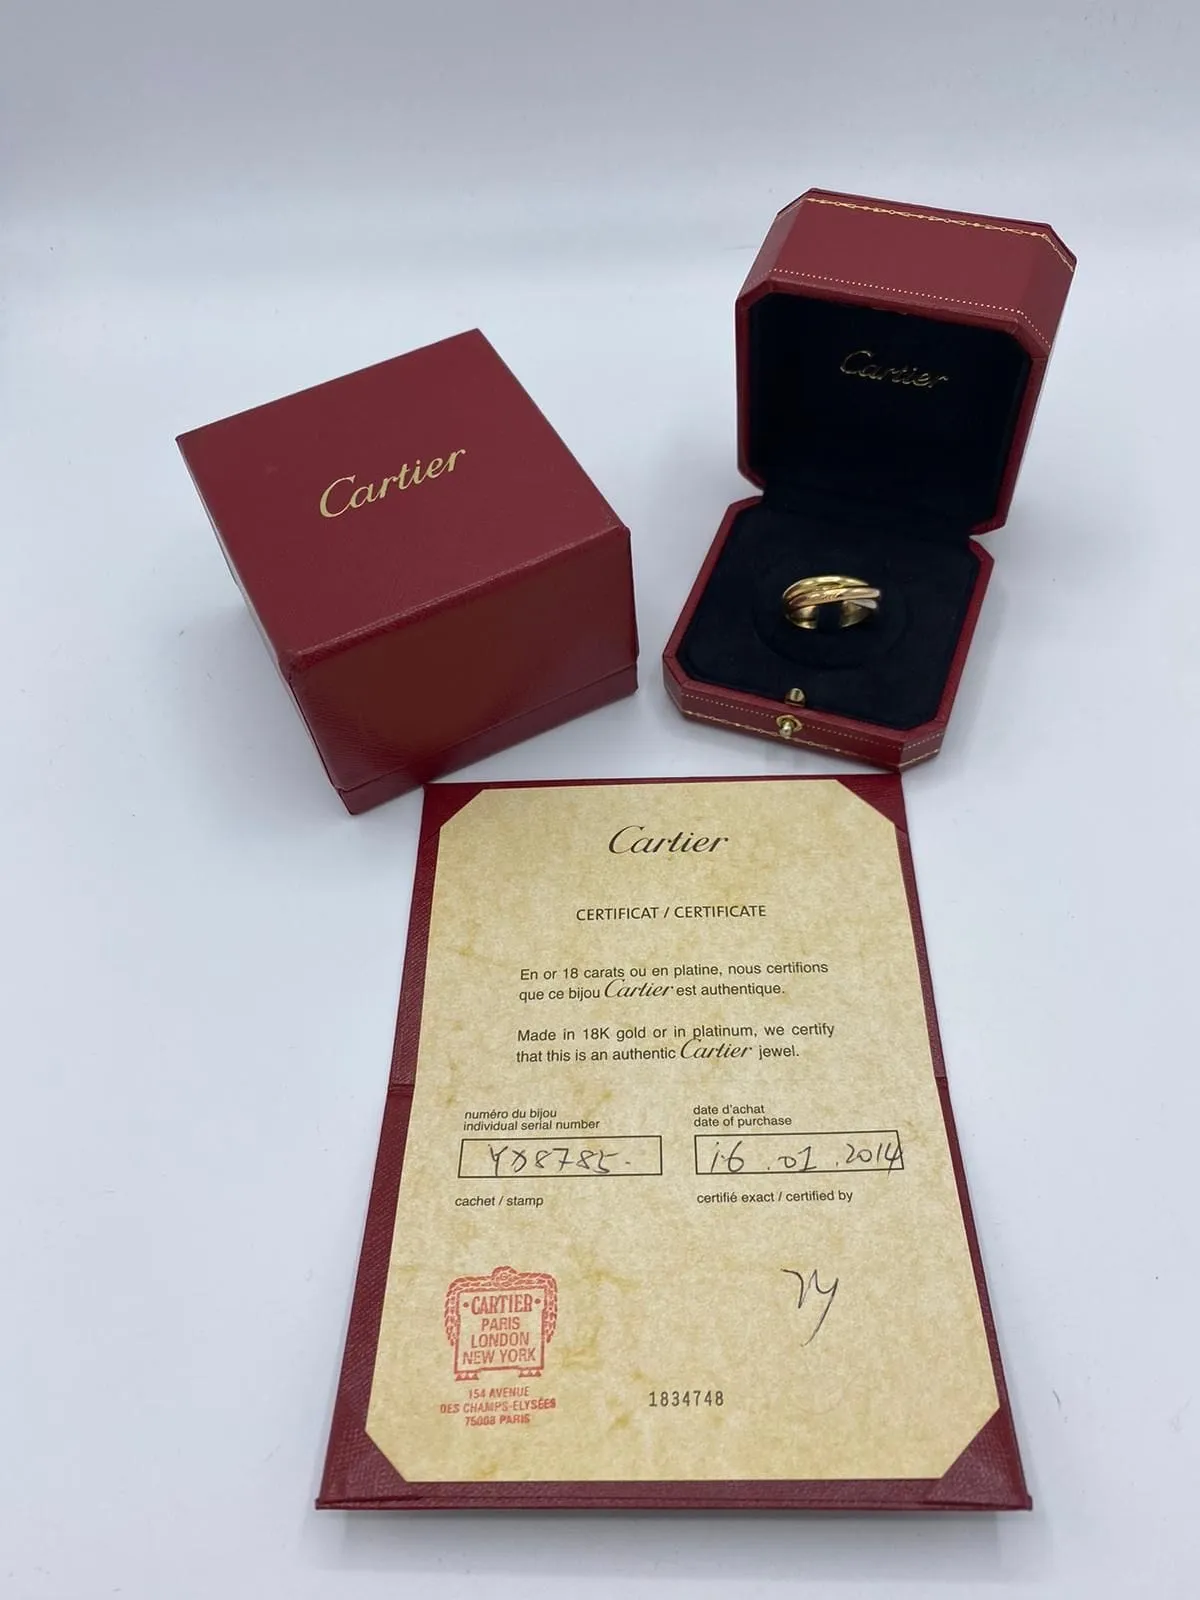 Cartier
Cartier
Cartier
CERTIFICAT / CERTIFICATE
En or 18 carats ou en platine, nous certifions
que ce bijou Cartier est authentique.
Made in 18K gold or in platinum, we certify
that this is an authentic Cartier jewel.
numéro du bijou
individual serial number
date d'achat
date of purchase
16.01.2014
cachet / stamp
certifié exact / certified by
CARTIER
PARIS
LONDON
NEW YORK
154 AVENUE
DES CHAMPS-ELYSÉES
75008 PARIS
1834748